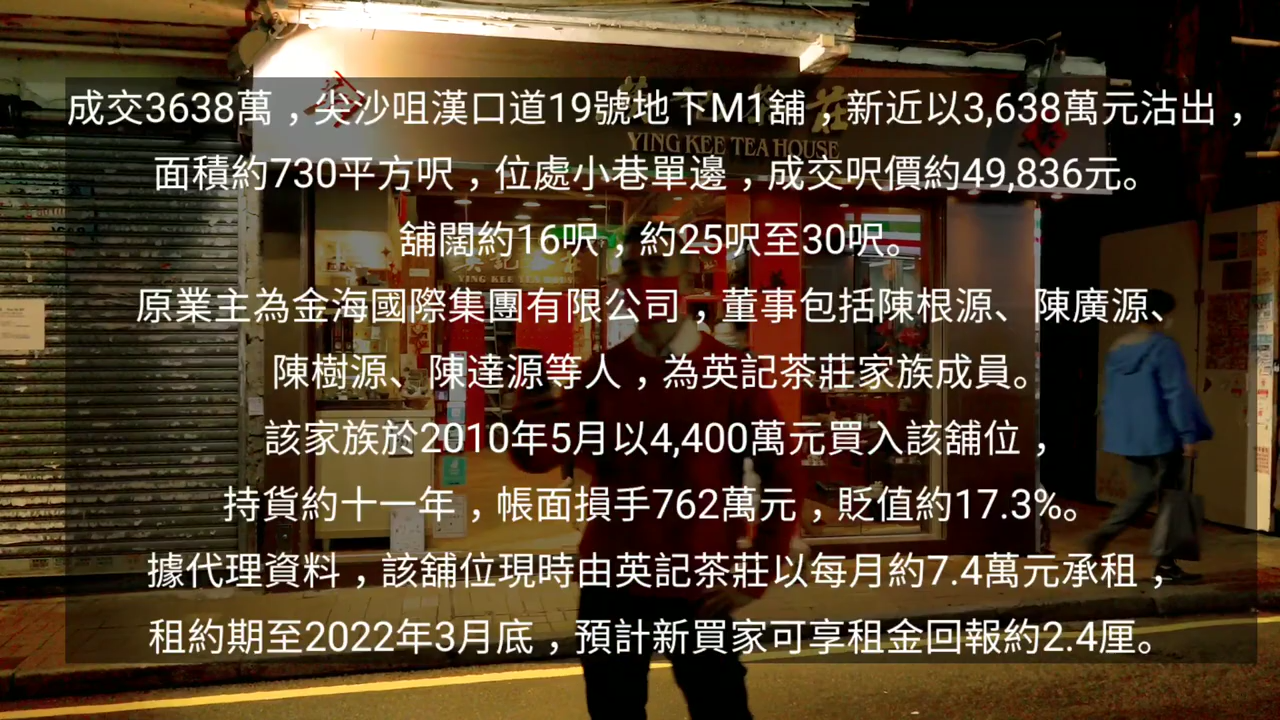 成交3638萬，尖沙咀漢口道19號地下M1舖，新近以3,638萬元沽出，
面積約730平方呎，位處小巷單邊，成交呎價約49,836元。
舖闊約16呎，約25呎至30呎。
原業主為金海國際集團有限公司，董事包括陳根源、陳廣源、
陳樹源、陳達源等人，為英記茶莊家族成員。
該家族於2010年5月以4,400萬元買入該舖位，
持貨約十一年，帳面損手762萬元，貶值約17.3%。
據代理資料，該舖位現時由英記茶莊以每月約7.4萬元承租，
租約期至2022年3月底，預計新買家可享租金回報約2.4厘。
YING KEE TEA HOUSE
YING KEE TEA HOUSE